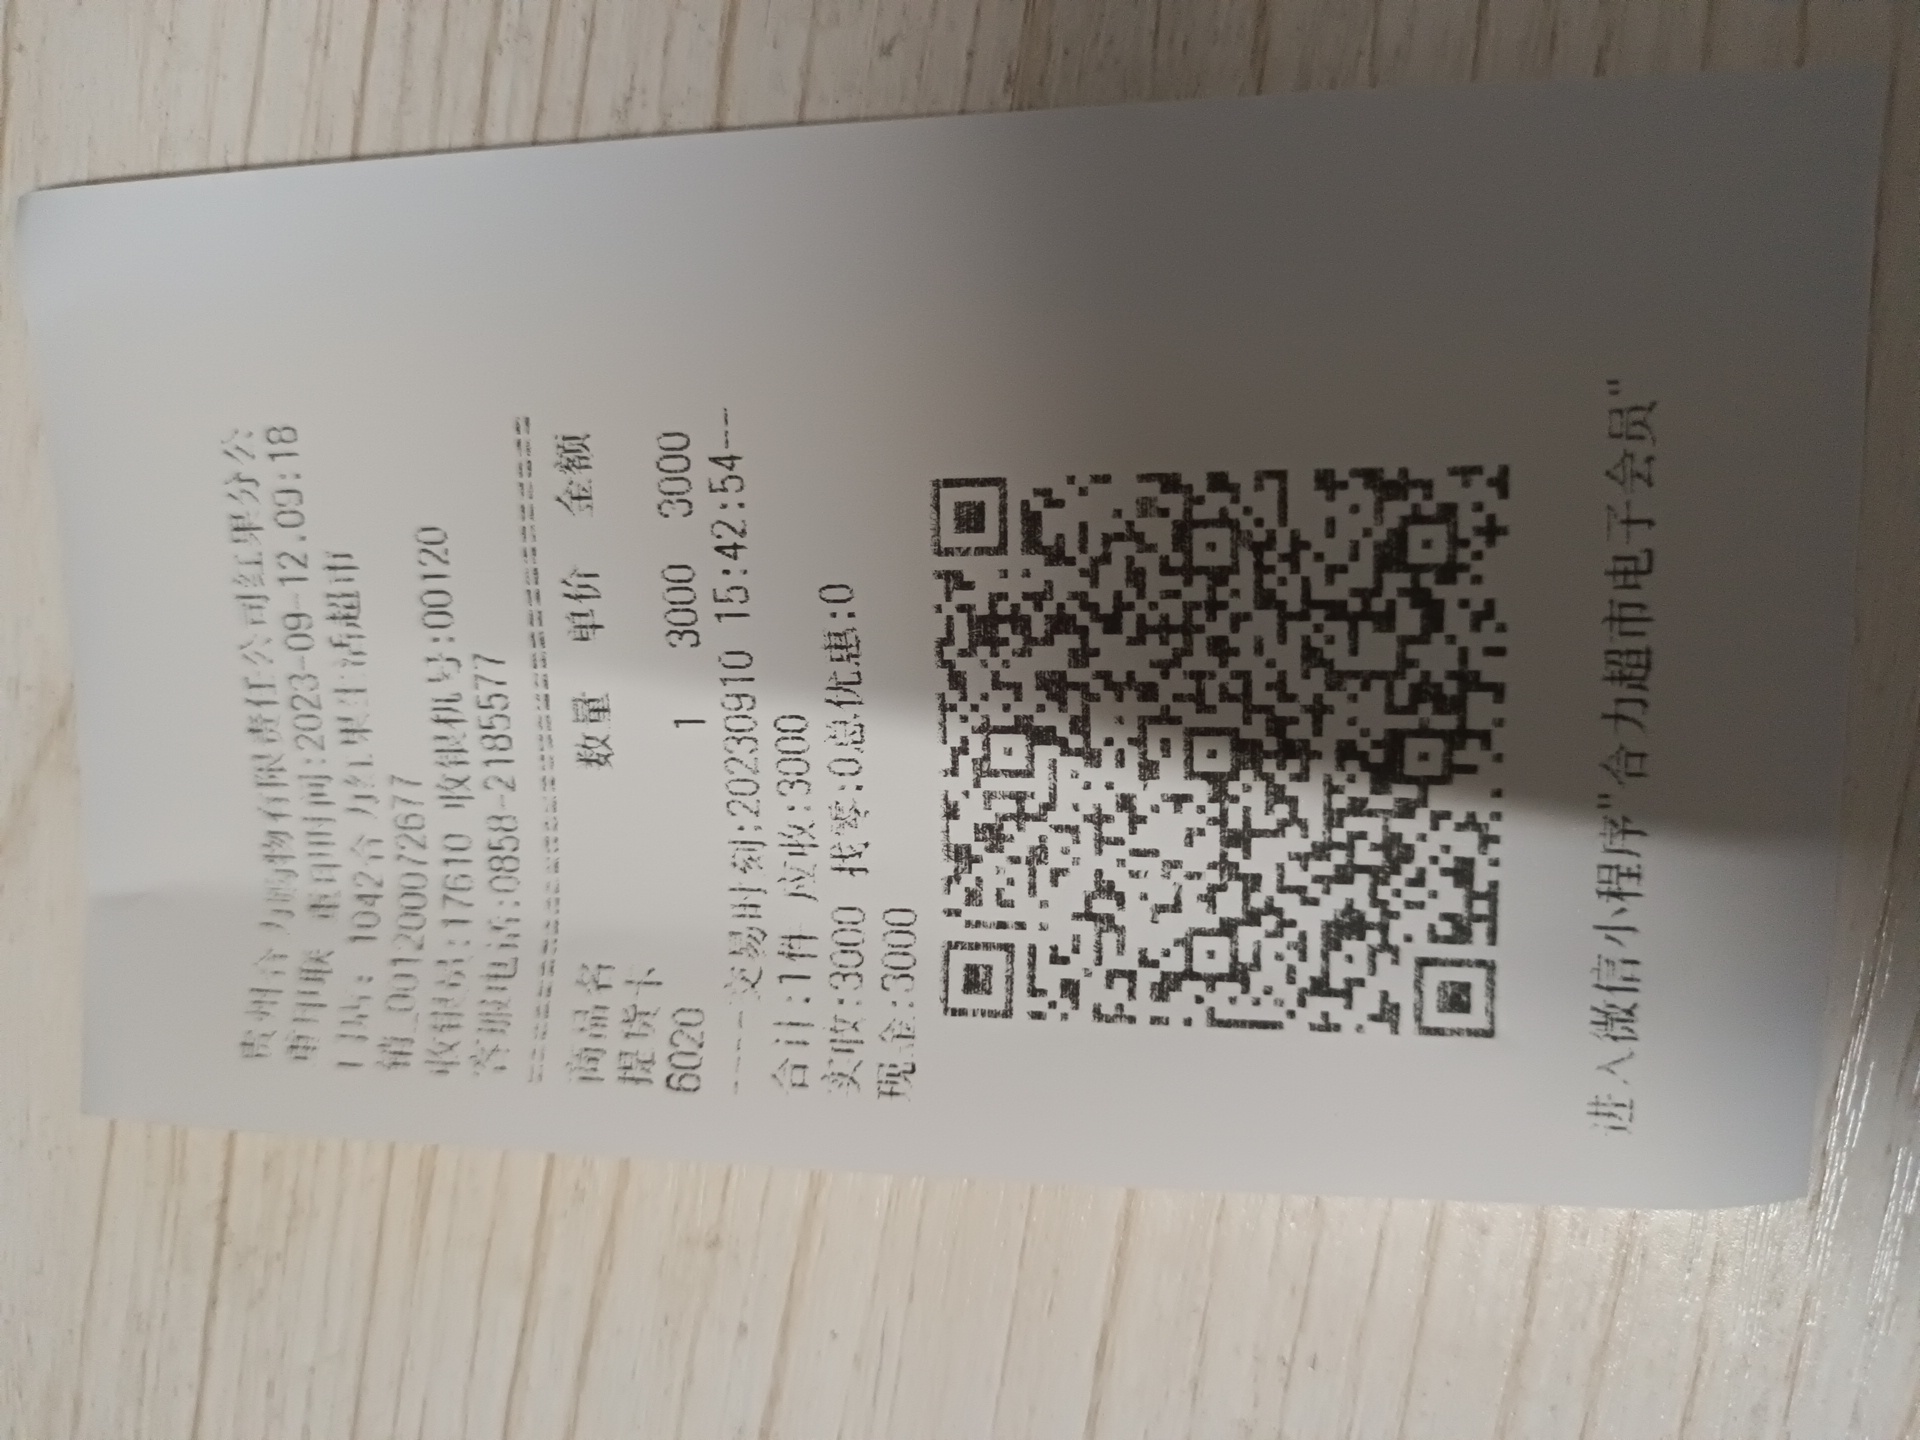 贵州合力购物有限责任公司红果分公
重印联 重印时间:2023-09-12.09:18
门店: 1042合力红果生活超市
销_001200072677
收银员:17610 收银机号:00120
客服电话:0858-2185577
================================
商品名 数量 单价 金额
提货卡
6020 1 3000 3000
----交易时刻:20230910 15:42:54---
合计:1件 应收:3000
实收:3000 找零:0总优惠:0
现金:3000
进入微信小程序"合力超市电子会员"